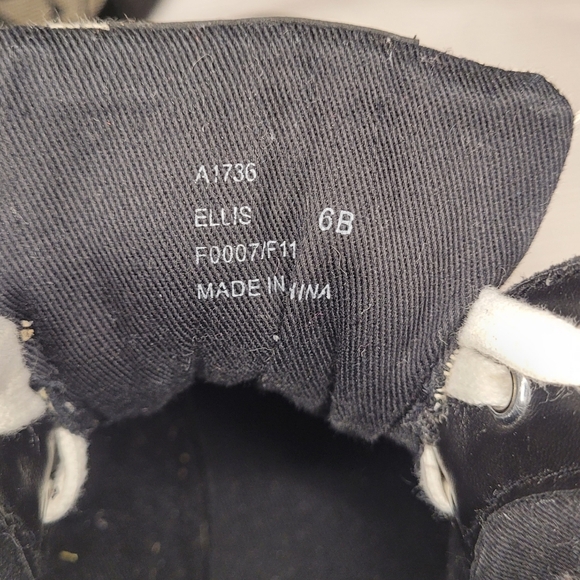 A1736
ELLIS 6B
F0007/F11
MADE IN